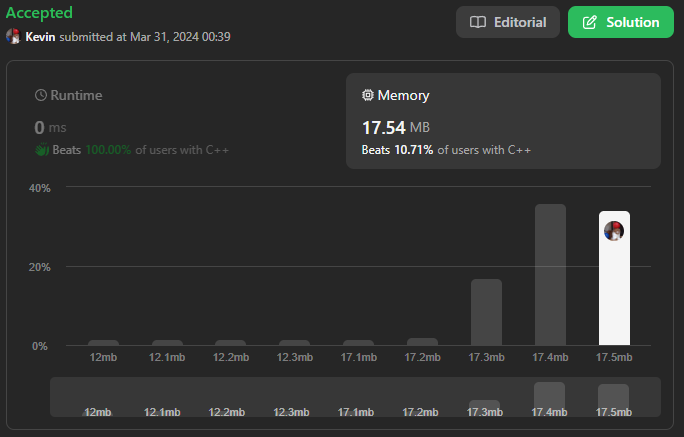 Accepted
Editorial
Solution
Kevin submitted at Mar 31, 2024 00:39
Runtime
0 ms
Beats 100.00% of users with C++
Memory
17.54 MB
Beats 10.71% of users with C++
40%
20%
0%
12mb 12.1mb 12.2mb 12.3mb 17.1mb 17.2mb 17.3mb 17.4mb 17.5mb
12mb 12.1mb 12.2mb 12.3mb 17.1mb 17.2mb 17.3mb 17.4mb 17.5mb